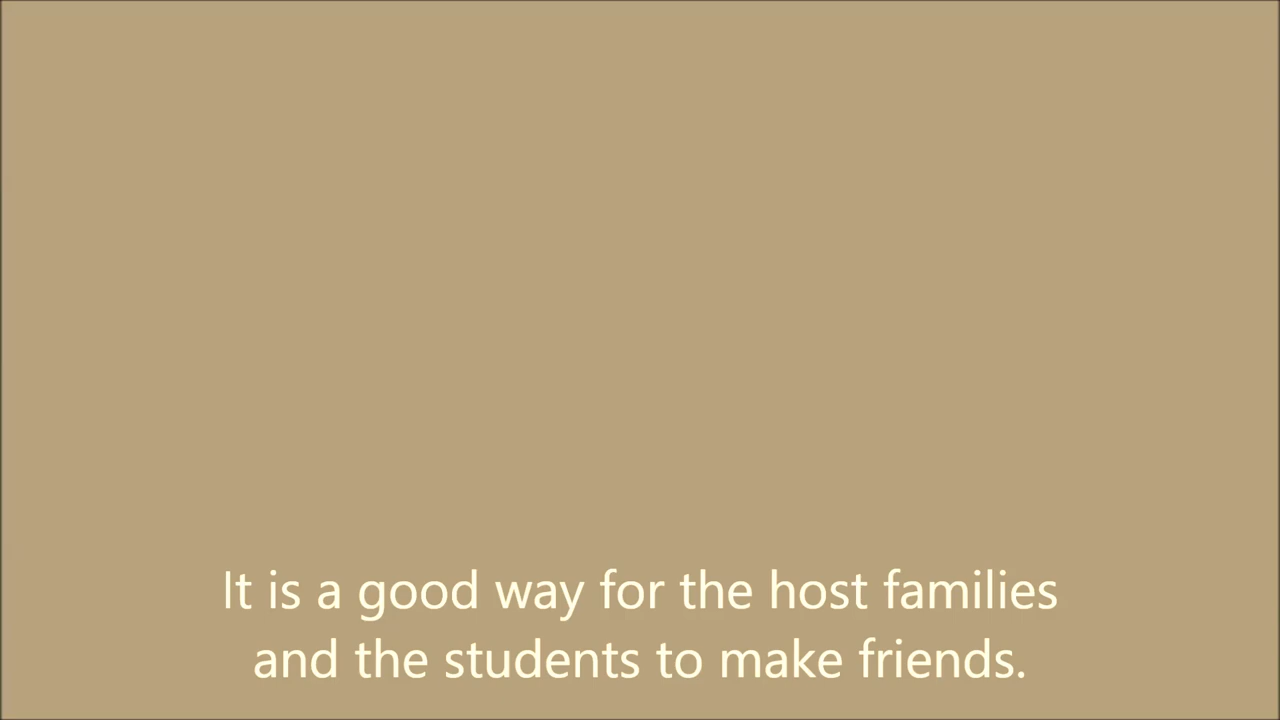 It is a good way for the host families
and the students to make friends.